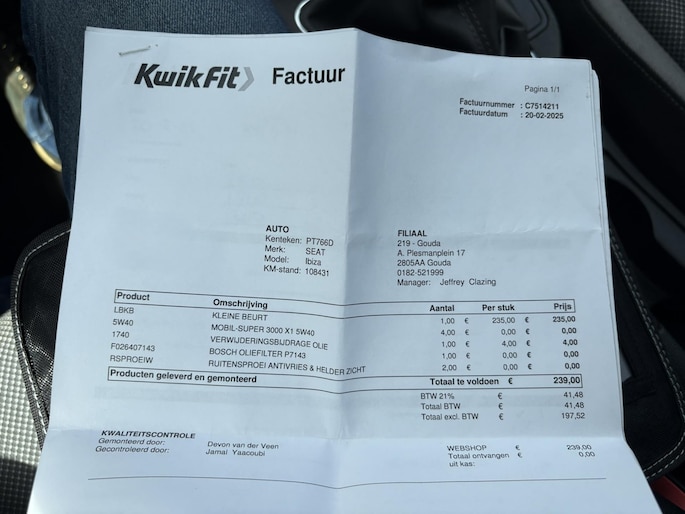 KwikFit Factuur
Pagina 1/1
Factuurnummer : C7514211
Factuurdatum : 20-02-2025
AUTO
Kenteken: PT766D
Merk: SEAT
Model: Ibiza
KM-stand: 108431
FILIAAL
219 - Gouda
A. Plesmanplein 17
2805AA Gouda
0182-521999
Manager: Jeffrey Clazing
Product Omschrijving Aantal Per stuk Prijs
LBKB KLEINE BEURT 1,00 € 235,00 € 235,00
5W40 MOBIL-SUPER 3000 X1 5W40 4,00 € 0,00 € 0,00
1740 VERWIJDERINGSBIJDRAGE OLIE 1,00 € 4,00 € 4,00
F026407143 BOSCH OLIEFILTER P7143 1,00 € 0,00 € 0,00
RSPROEIW RUITENSPROEI ANTIVRIES & HELDER ZICHT 2,00 € 0,00 € 0,00
Producten geleverd en gemonteerd Totaal te voldoen € 239,00
BTW 21% € 41,48
Totaal BTW € 41,48
Totaal excl. BTW € 197,52
KWALITEITSCONTROLE
Gemonteerd door: Devon van der Veen
Gecontroleerd door: Jamal Yaacoubi
WEBSHOP € 239,00
Totaal ontvangen € 0,00
uit kas: